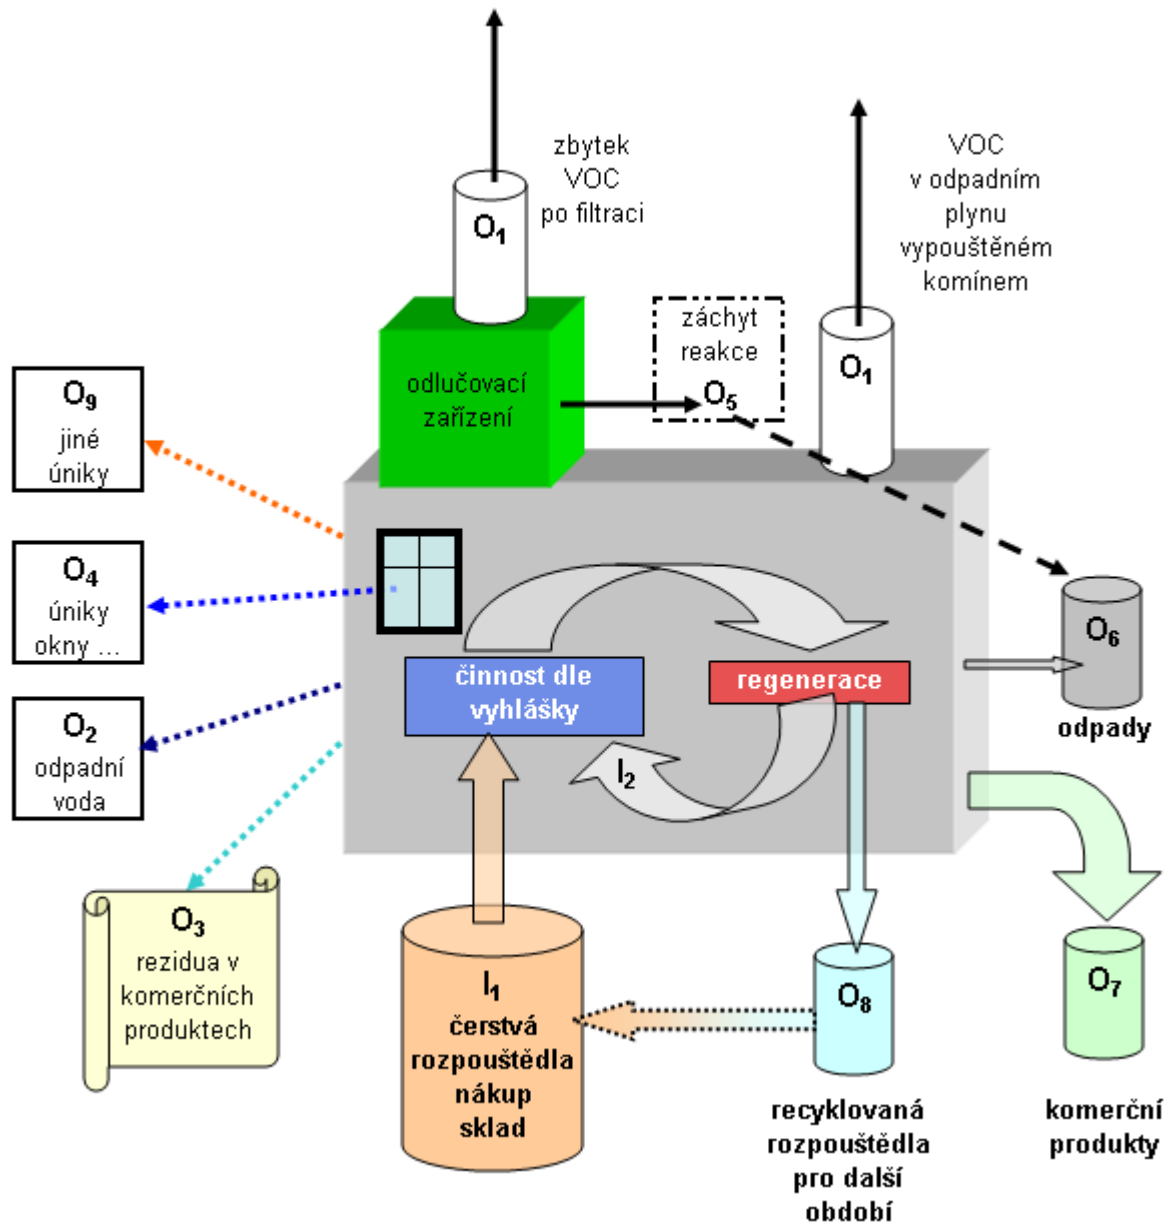 zbytek
VOC
po filtraci
O₁
VOC
v odpadním
plynu
vypouštěném
komínem
záchyt
reakce
O₅
O₁
odlučovací
zařízení
O₉
jiné
úniky
O₄
úniky
okny ...
O₂
odpadní
voda
činnost dle
vyhlášky
regenerace
I₂
O₆
odpady
O₃
rezidua v
komerčních
produktech
I₁
čerstvá
rozpouštědla
nákup
sklad
O₈
recyklovaná
rozpouštědla
pro další
období
O₇
komerční
produkty